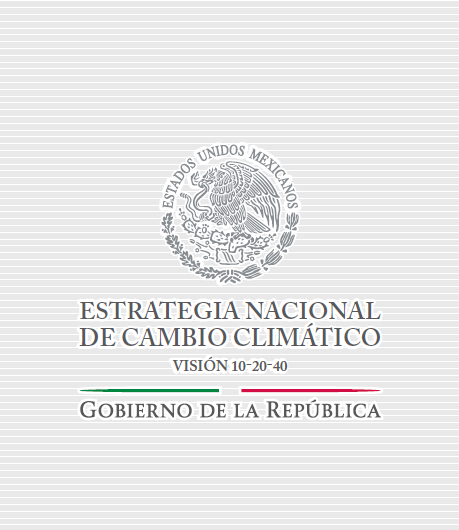 ESTADOS UNIDOS MEXICANOS
ESTRATEGIA NACIONAL
DE CAMBIO CLIMÁTICO
VISIÓN 10-20-40
GOBIERNO DE LA REPÚBLICA